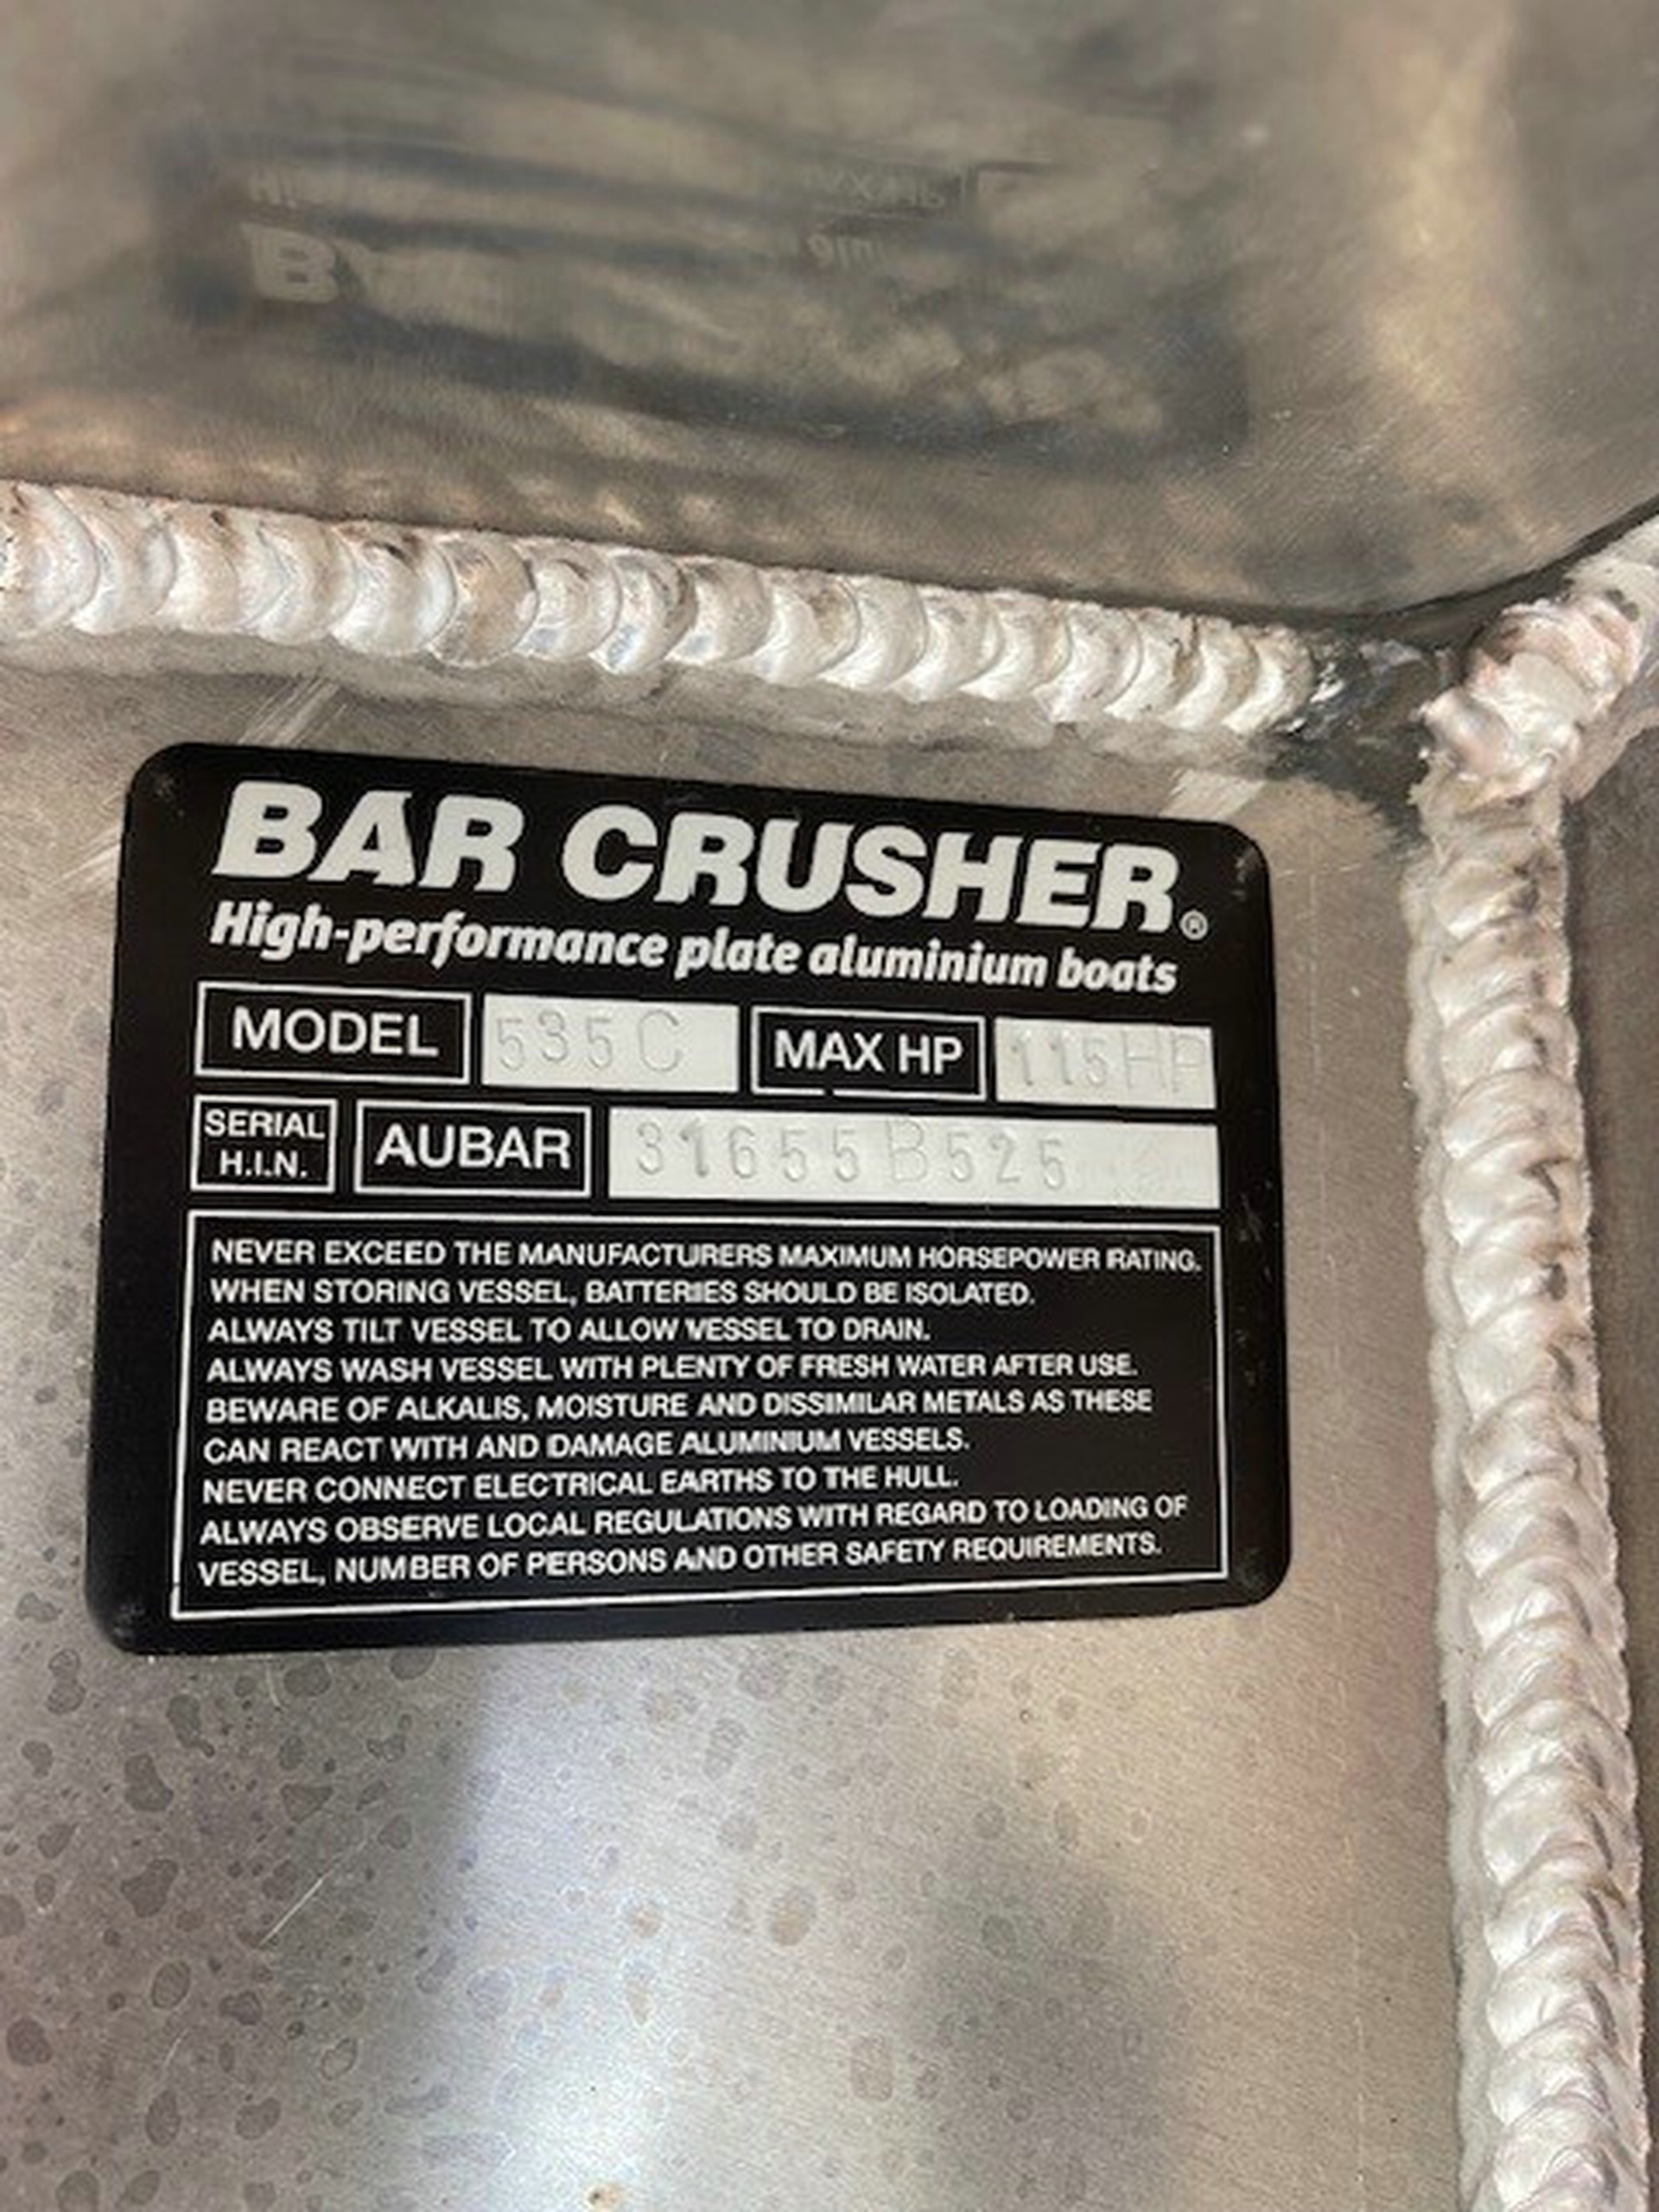 BAR CRUSHER®
High-performance plate aluminium boats
MODEL 535C MAX HP 115HP
SERIAL H.I.N. AUBAR 31655B525
NEVER EXCEED THE MANUFACTURERS MAXIMUM HORSEPOWER RATING.
WHEN STORING VESSEL, BATTERIES SHOULD BE ISOLATED.
ALWAYS TILT VESSEL TO ALLOW VESSEL TO DRAIN.
ALWAYS WASH VESSEL WITH PLENTY OF FRESH WATER AFTER USE.
BEWARE OF ALKALIS, MOISTURE AND DISSIMILAR METALS AS THESE
CAN REACT WITH AND DAMAGE ALUMINIUM VESSELS.
NEVER CONNECT ELECTRICAL EARTHS TO THE HULL.
ALWAYS OBSERVE LOCAL REGULATIONS WITH REGARD TO LOADING OF
VESSEL, NUMBER OF PERSONS AND OTHER SAFETY REQUIREMENTS.